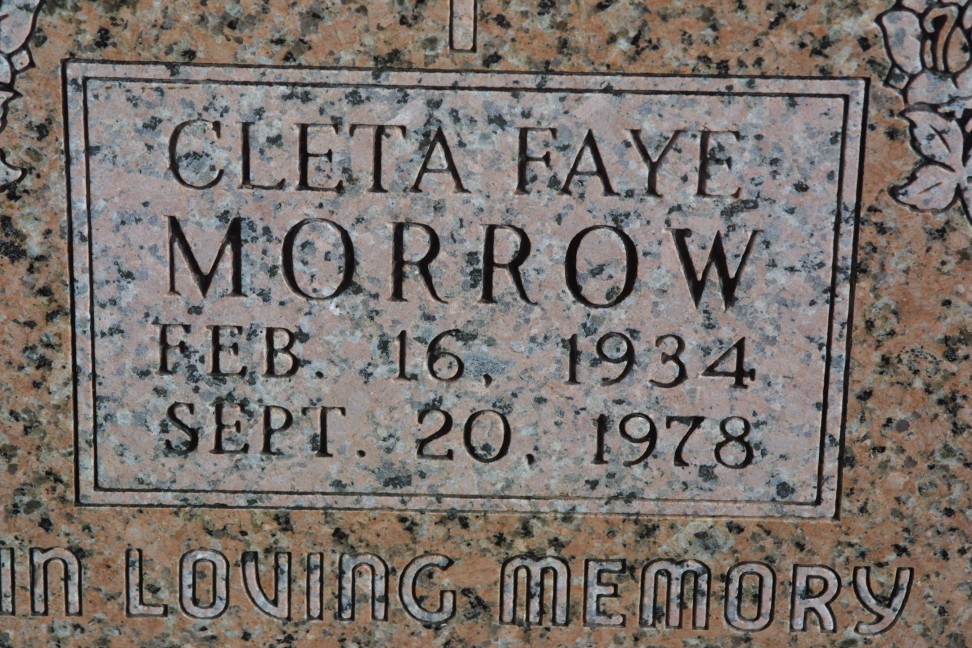 CLETA FAYE
MORROW
FEB. 16, 1934
SEPT. 20, 1978
IN LOVING MEMORY